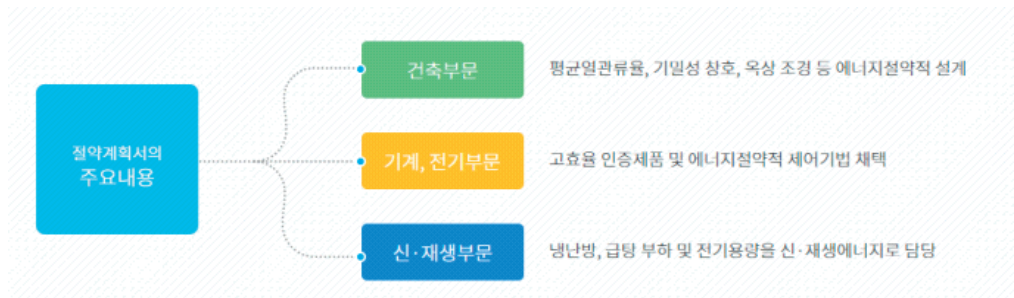 절약계획서의
주요내용
건축부문
평균열관류율, 기밀성 창호, 옥상 조경 등 에너지절약적 설계
기계, 전기부문
고효율 인증제품 및 에너지절약적 세어기법 채택
신·재생부문
냉난방, 급탕 부하 및 전기용량을 신·재생에너지로 담당